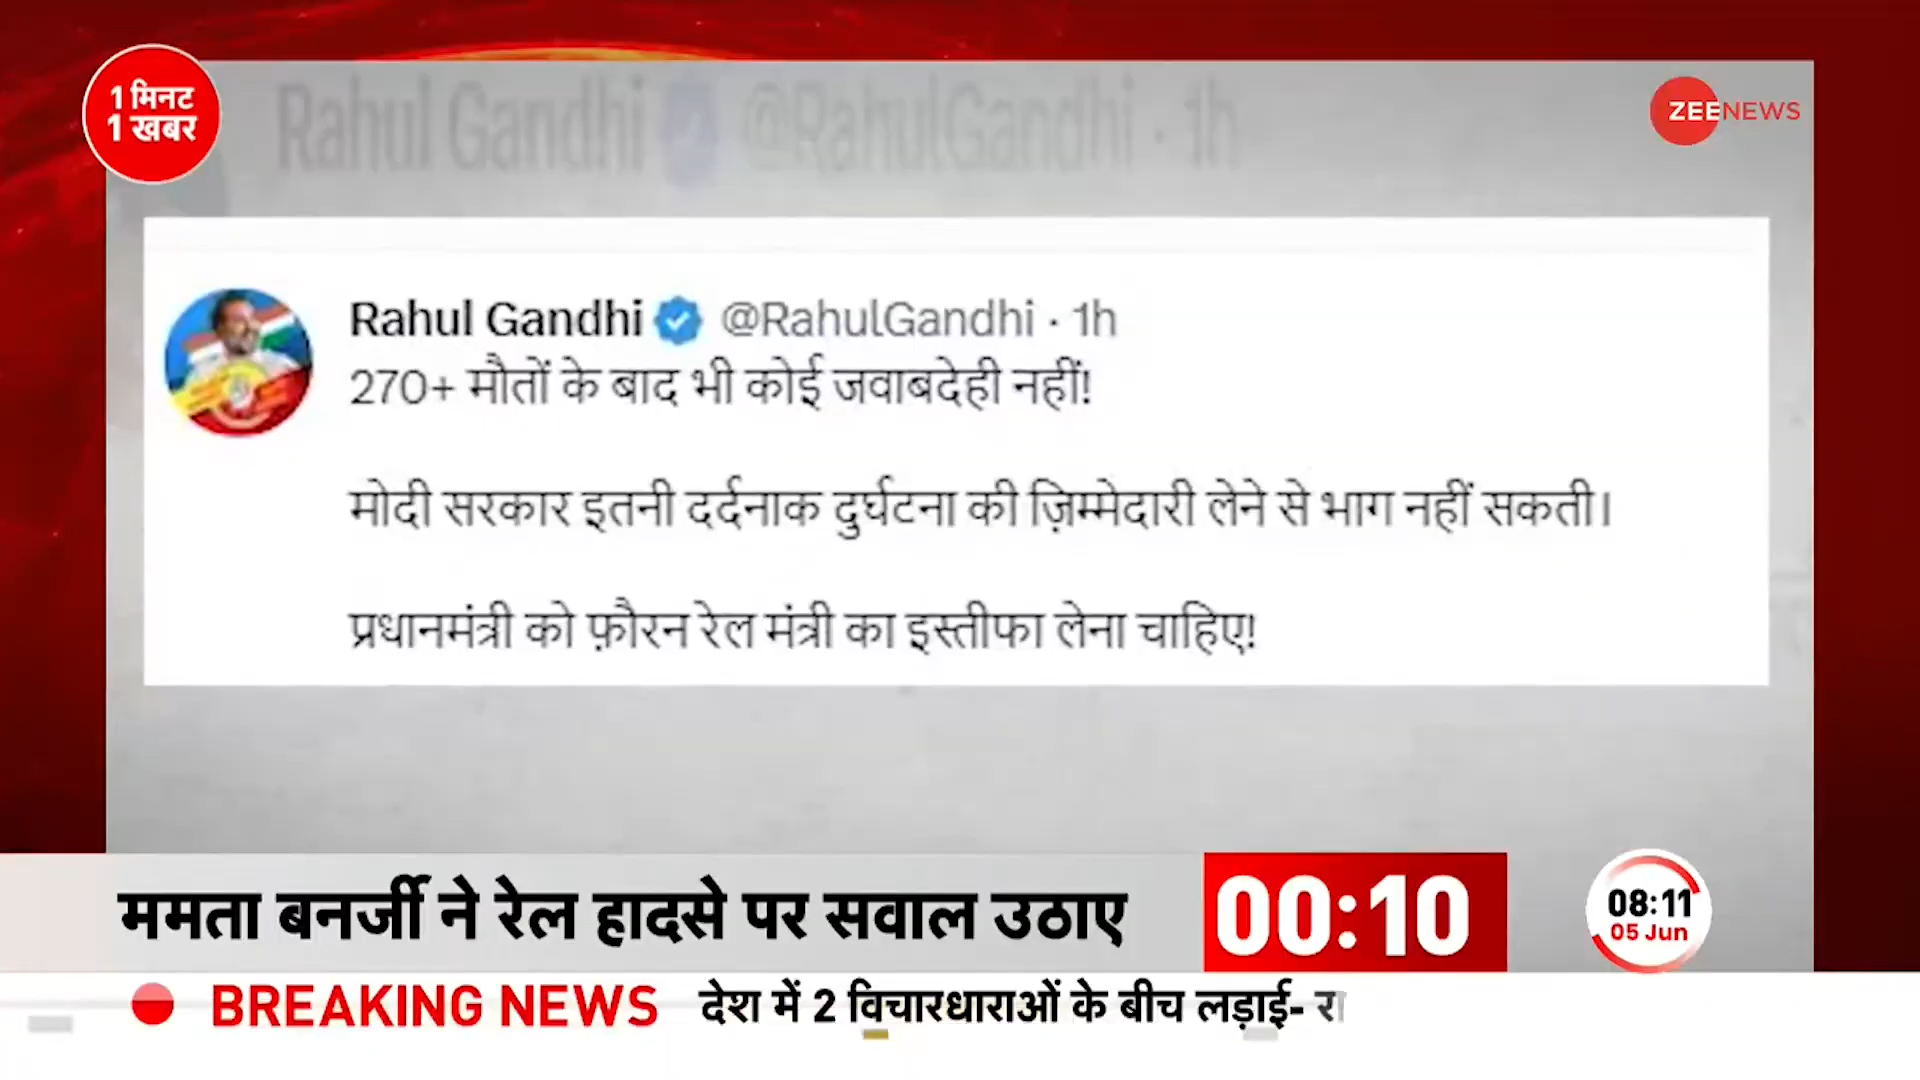 1 मिनट
1 खबर
Rahul Gandhi @RahulGandhi · 1h
ZEENEWS
Rahul Gandhi @RahulGandhi · 1h
270+ मौतों के बाद भी कोई जवाबदेही नहीं!
मोदी सरकार इतनी दर्दनाक दुर्घटना की ज़िम्मेदारी लेने से भाग नहीं सकती।
प्रधानमंत्री को फ़ौरन रेल मंत्री का इस्तीफा लेना चाहिए!
ममता बनर्जी ने रेल हादसे पर सवाल उठाए
00:10
08:11
05 Jun
BREAKING NEWS देश में 2 विचारधाराओं के बीच लड़ाई-